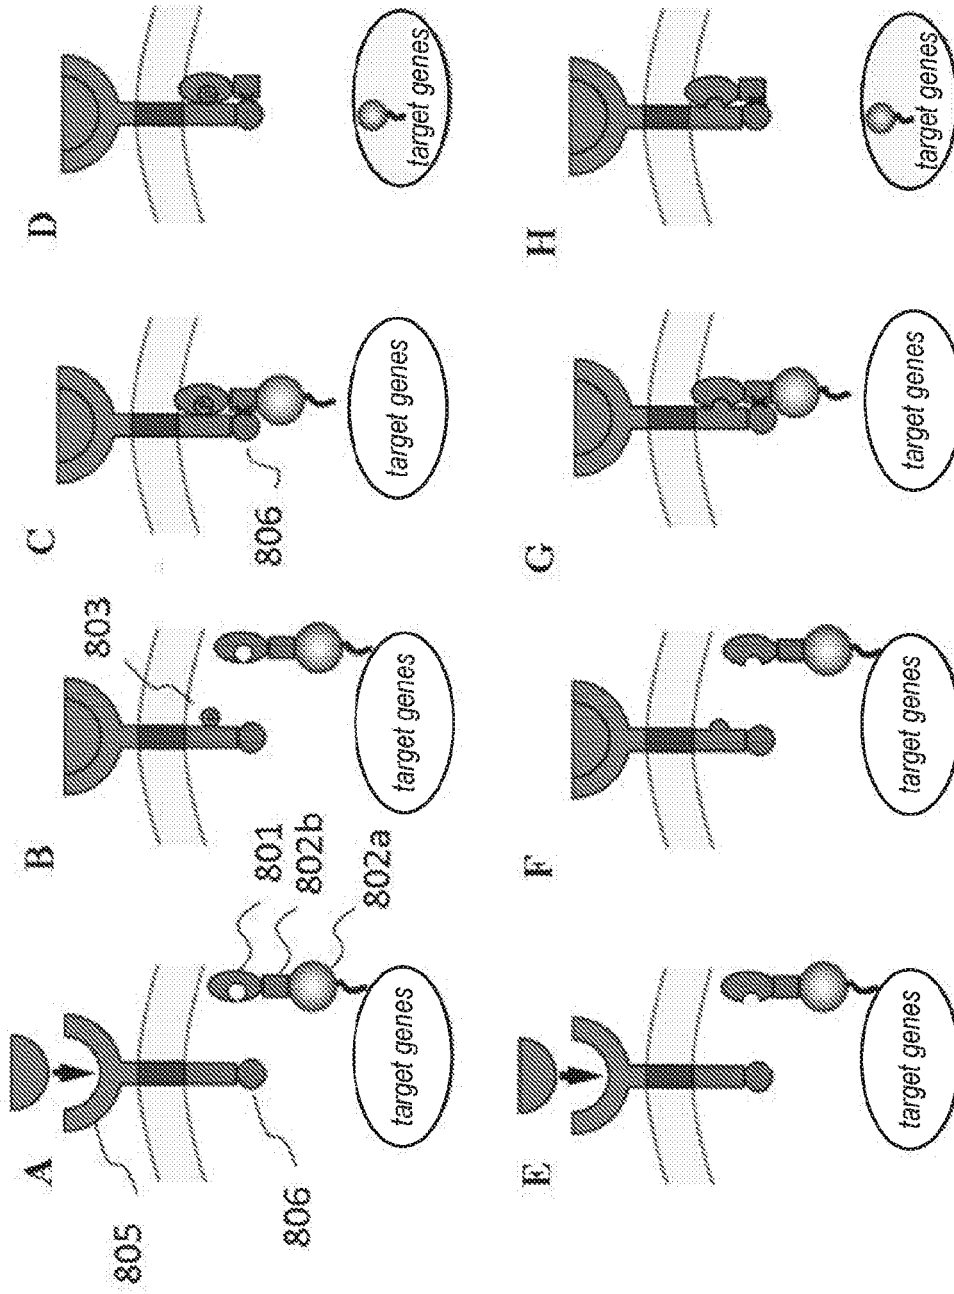 A
805
806
801
802b
802a
target genes
B
803
target genes
C
806
target genes
D
target genes
E
target genes
F
target genes
G
target genes
H
target genes